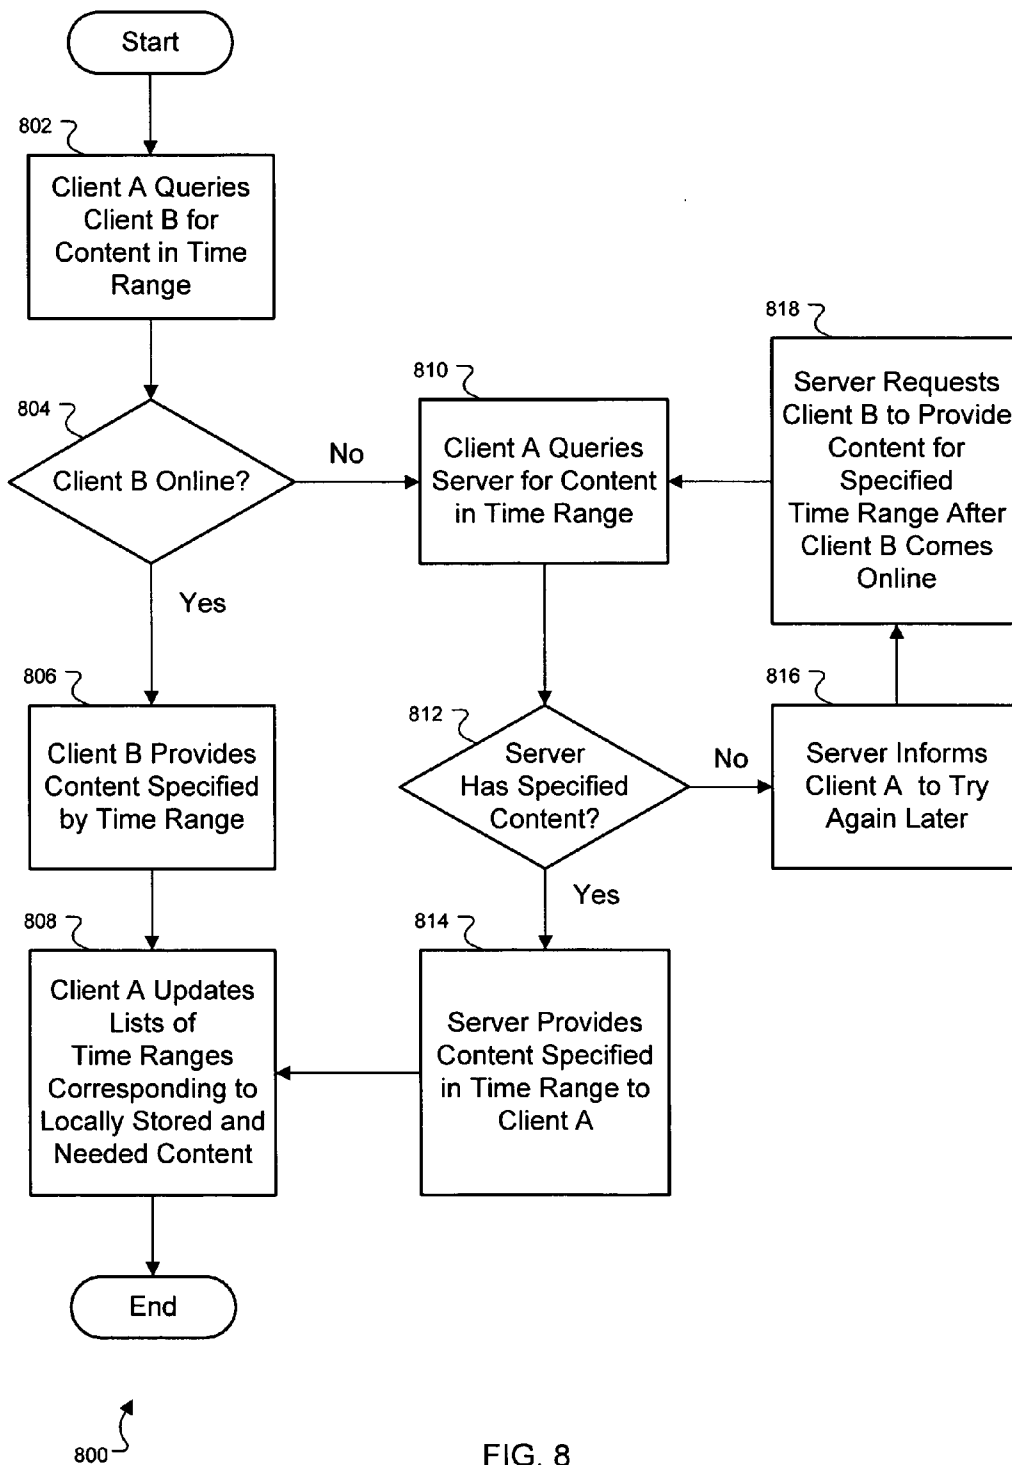 Start
802
Client A Queries
Client B for
Content in Time
Range
804
Client B Online?
No
Yes
806
Client B Provides
Content Specified
by Time Range
808
Client A Updates
Lists of
Time Ranges
Corresponding to
Locally Stored and
Needed Content
End
810
Client A Queries
Server for Content
in Time Range
812
Server
Has Specified
Content?
No
Yes
814
Server Provides
Content Specified
in Time Range to
Client A
816
Server Informs
Client A to Try
Again Later
818
Server Requests
Client B to Provide
Content for
Specified
Time Range After
Client B Comes
Online
800
FIG. 8